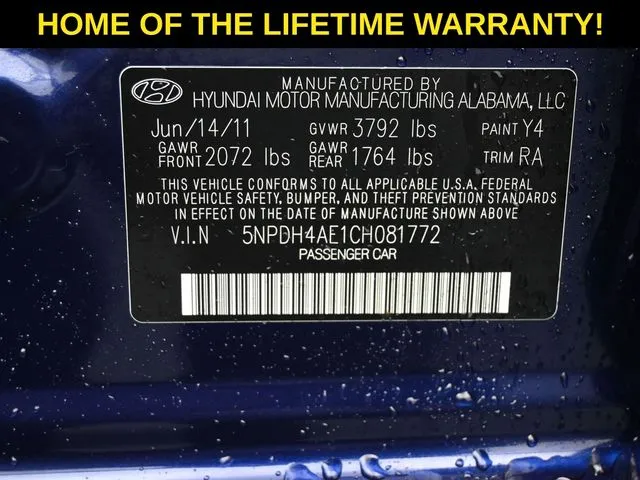 HOME OF THE LIFETIME WARRANTY!
MANUFACTURED BY
HYUNDAI MOTOR MANUFACTURING ALABAMA, LLC
Jun/14/11 GVWR 3792 lbs PAINT Y4
GAWR FRONT 2072 lbs GAWR REAR 1764 lbs TRIM RA
THIS VEHICLE CONFORMS TO ALL APPLICABLE U.S.A. FEDERAL
MOTOR VEHICLE SAFETY, BUMPER, AND THEFT PREVENTION STANDARDS
IN EFFECT ON THE DATE OF MANUFACTURE SHOWN ABOVE
V.I.N 5NPDH4AE1CH081772
PASSENGER CAR